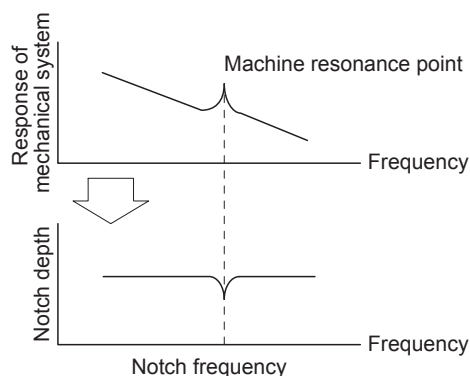 Response of
mechanical system
Machine resonance point
Frequency
Notch depth
Frequency
Notch frequency